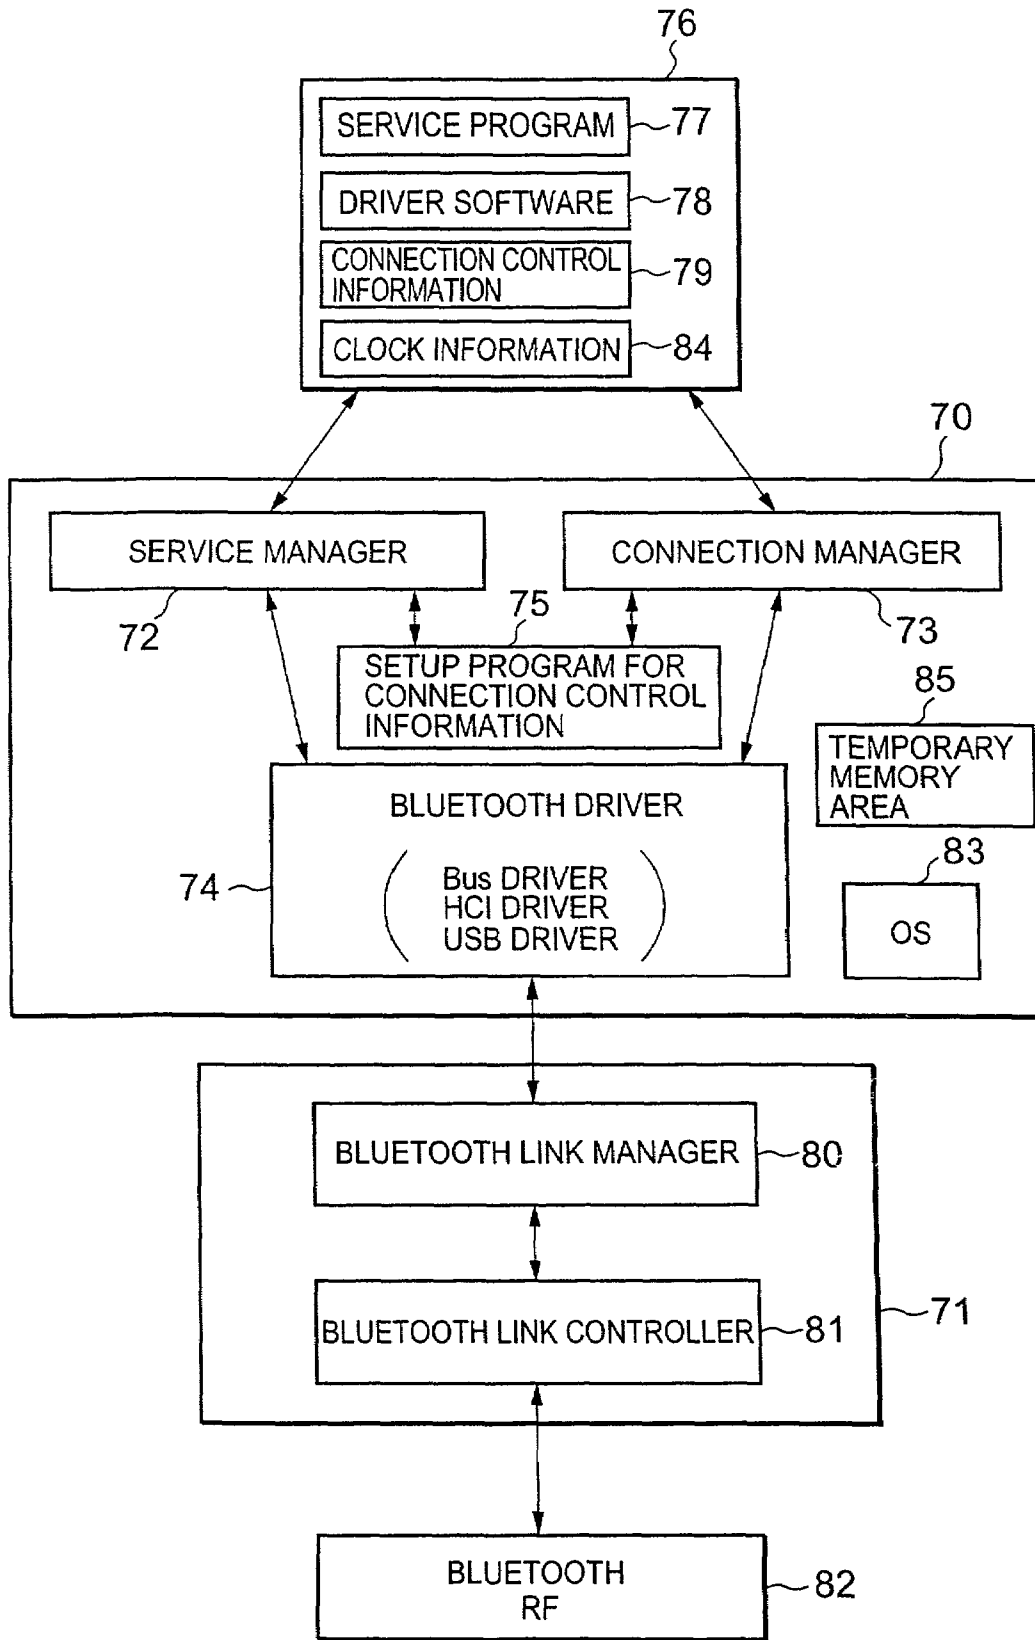 76
SERVICE PROGRAM
77
DRIVER SOFTWARE
78
CONNECTION CONTROL
INFORMATION
79
CLOCK INFORMATION
84
70
SERVICE MANAGER
CONNECTION MANAGER
72
75
73
SETUP PROGRAM FOR
CONNECTION CONTROL
INFORMATION
85
TEMPORARY
MEMORY
AREA
BLUETOOTH DRIVER
74
Bus DRIVER
HCI DRIVER
USB DRIVER
83
OS
BLUETOOTH LINK MANAGER
80
BLUETOOTH LINK CONTROLLER
81
71
BLUETOOTH
RF
82